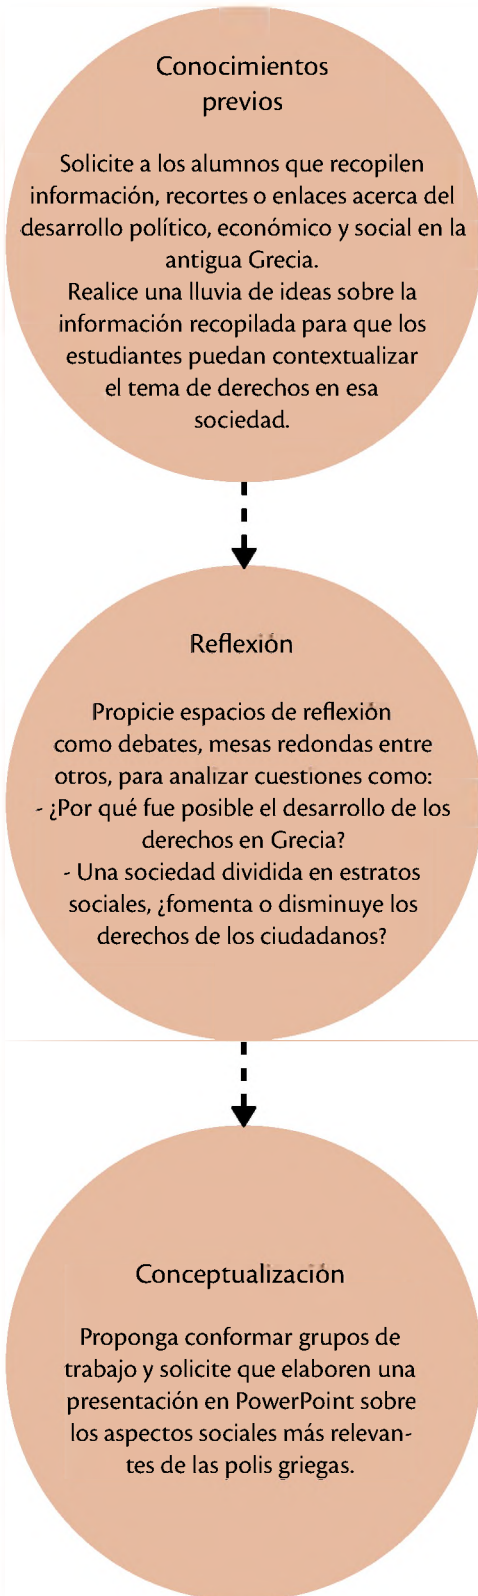 Conocimientos
previos
Solicite a los alumnos que recopilen
información, recortes o enlaces acerca del
desarrollo político, económico y social en la
antigua Grecia.
Realice una lluvia de ideas sobre la
información recopilada para que los
estudiantes puedan contextualizar
el tema de derechos en esa
sociedad.
Reflexión
Propicie espacios de reflexión
como debates, mesas redondas entre
otros, para analizar cuestiones como:
- ¿Por qué fue posible el desarrollo de los
derechos en Grecia?
- Una sociedad dividida en estratos
sociales, ¿fomenta o disminuye los
derechos de los ciudadanos?
Conceptualización
Proponga conformar grupos de
trabajo y solicite que elaboren una
presentación en PowerPoint sobre
los aspectos sociales más relevan-
tes de las polis griegas.